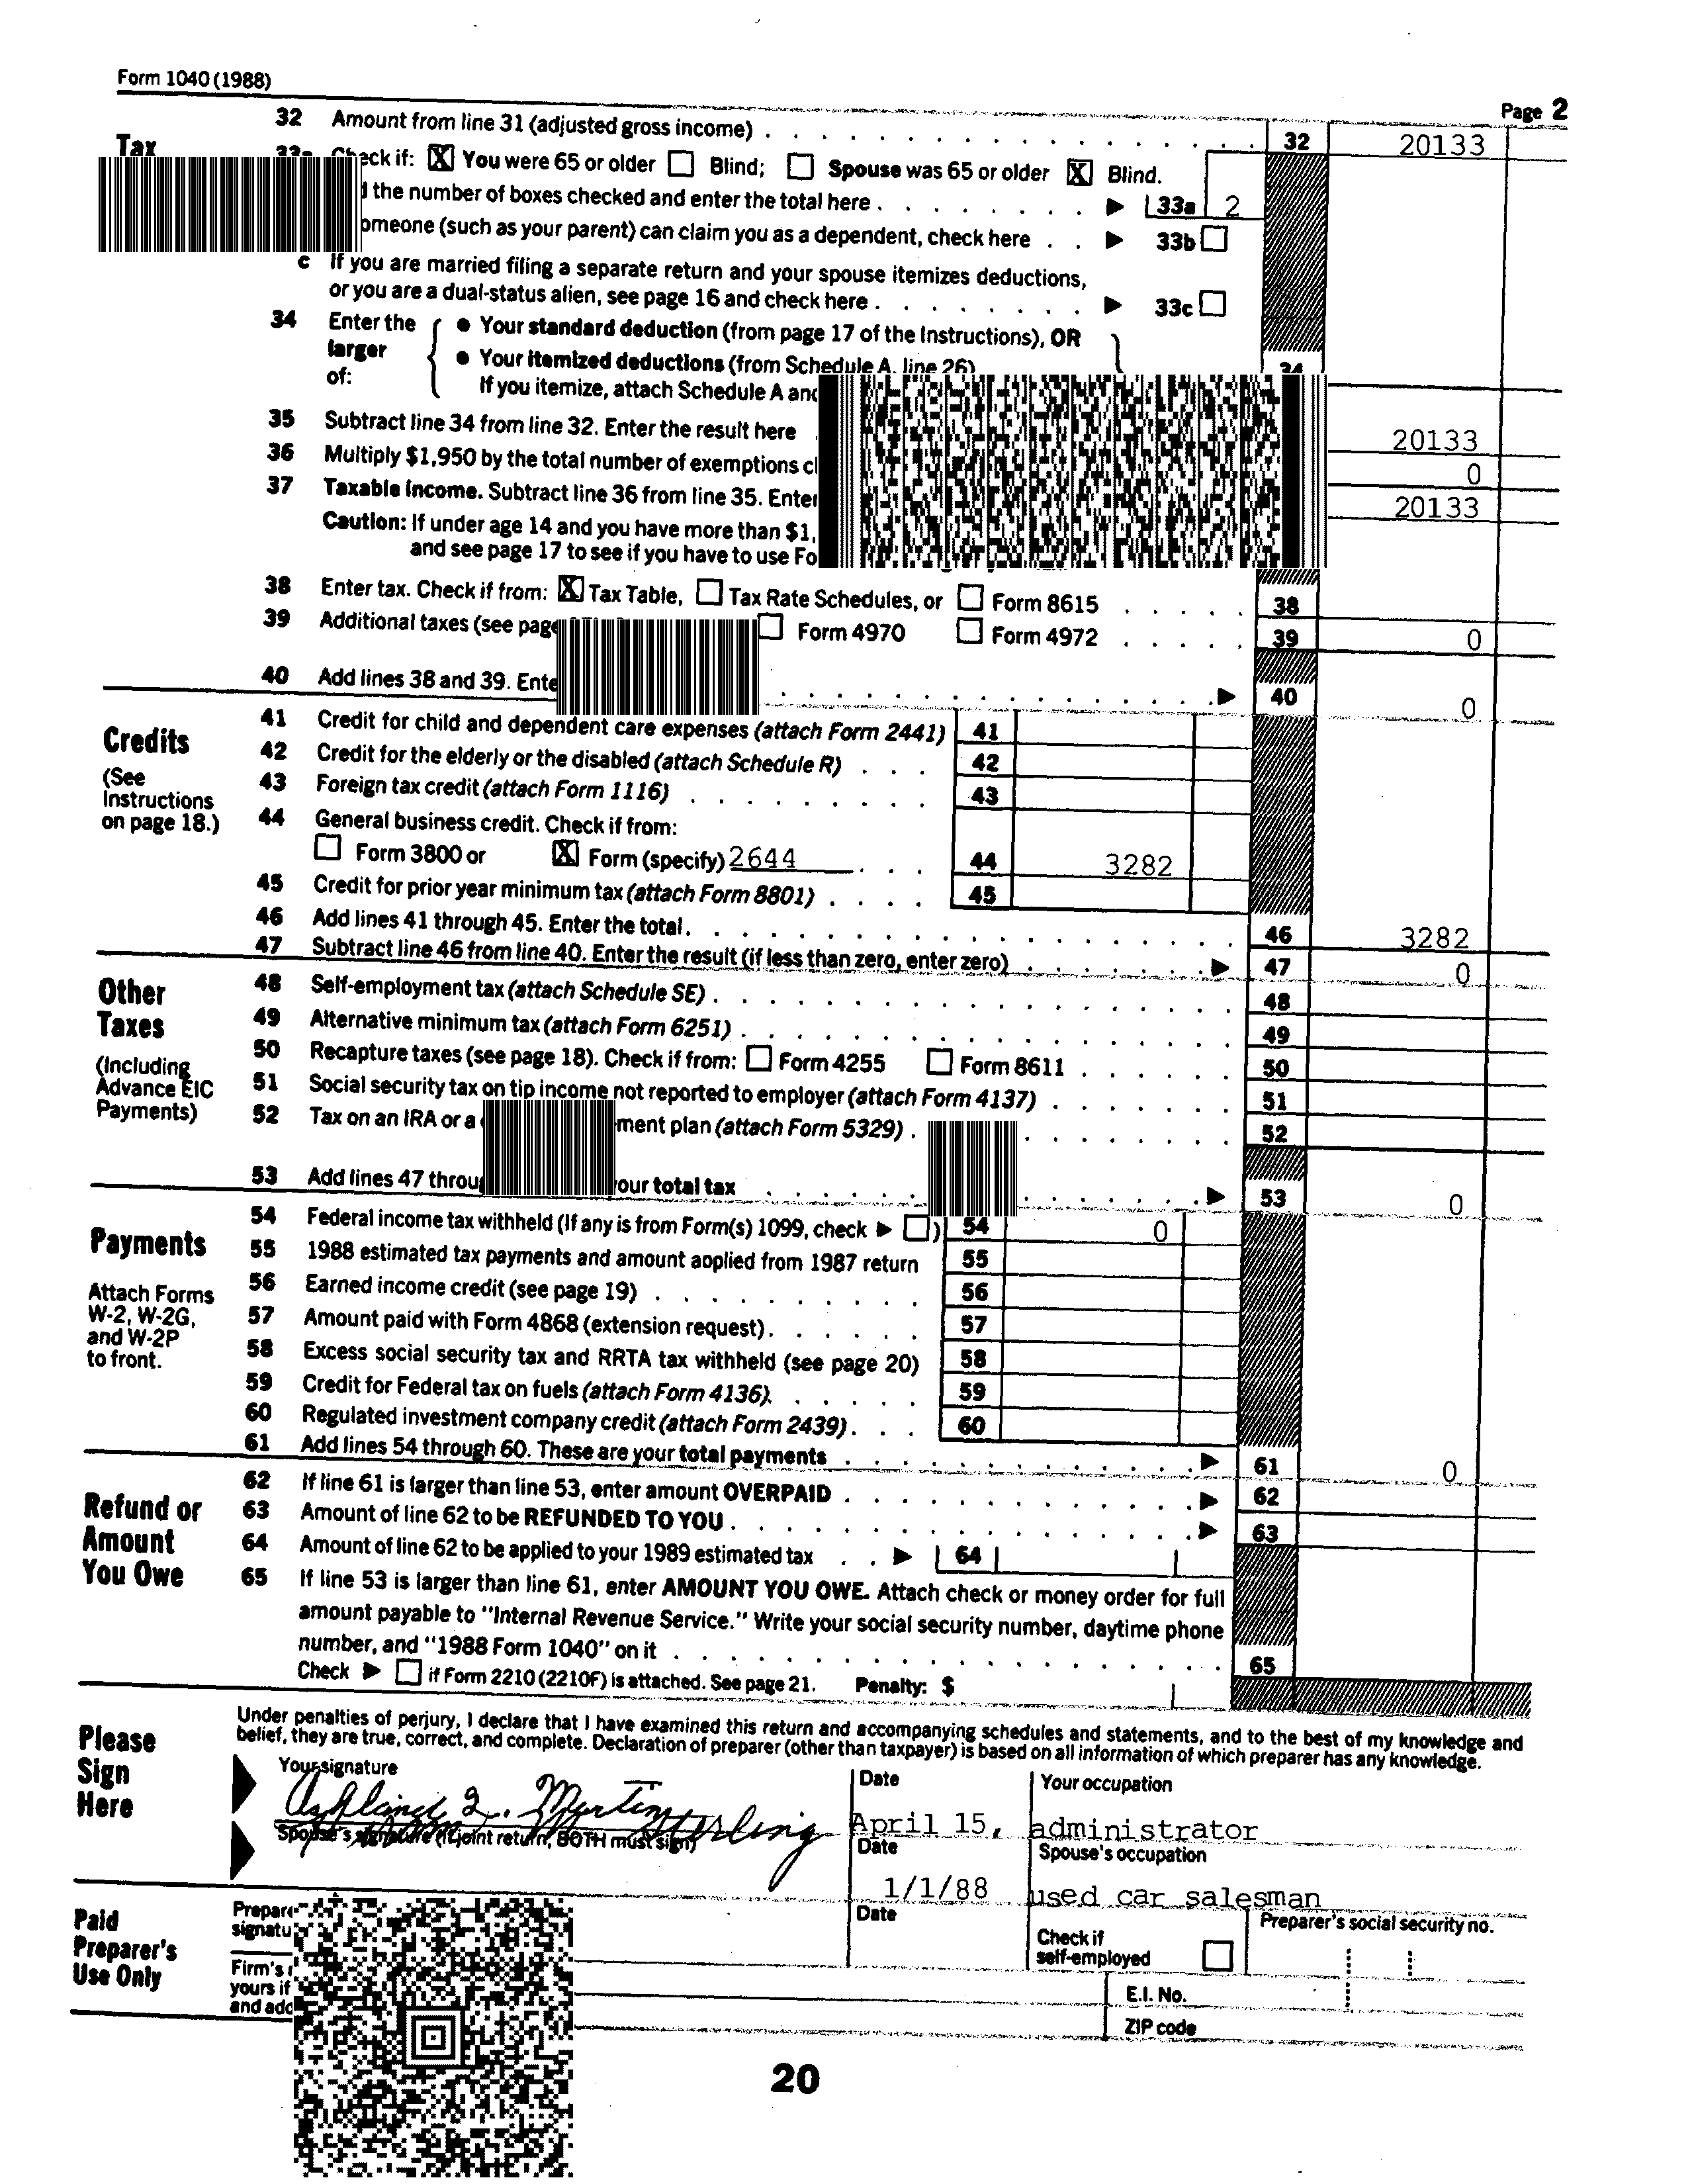 Form 1040 (1988)
Page 2
Tax
32 Amount from line 31 (adjusted gross income) 32 20133
Check if: X You were 65 or older Blind; Spouse was 65 or older X Blind.
the number of boxes checked and enter the total here 33a 2
(such as your parent) can claim you as a dependent, check here 33b
c If you are married filing a separate return and your spouse itemizes deductions,
or you are a dual-status alien, see page 16 and check here 33c
34 Enter the larger of:
• Your standard deduction (from page 17 of the Instructions), OR
• Your itemized deductions (from Schedule A, line 26)
If you itemize, attach Schedule A and
34
35 Subtract line 34 from line 32. Enter the result here 20133
36 Multiply $1,950 by the total number of exemptions 0
37 Taxable income. Subtract line 36 from line 35. Enter 20133
Caution: If under age 14 and you have more than $1,
and see page 17 to see if you have to use
38 Enter tax. Check if from: X Tax Table, Tax Rate Schedules, or Form 8615 38
39 Additional taxes (see page Form 4970 Form 4972 39 0
40 Add lines 38 and 39. 40 0
Credits
(See Instructions on page 18.)
41 Credit for child and dependent care expenses (attach Form 2441) 41
42 Credit for the elderly or the disabled (attach Schedule R) 42
43 Foreign tax credit (attach Form 1116) 43
44 General business credit. Check if from:
Form 3800 or X Form (specify) 2644 44 3282
45 Credit for prior year minimum tax (attach Form 8801) 45
46 Add lines 41 through 45. Enter the total. 46 3282
47 Subtract line 46 from line 40. Enter the result (if less than zero, enter zero) 47 0
Other Taxes
(Including Advance EIC Payments)
48 Self-employment tax (attach Schedule SE) 48
49 Alternative minimum tax (attach Form 6251) 49
50 Recapture taxes (see page 18). Check if from: Form 4255 Form 8611 50
51 Social security tax on tip income not reported to employer (attach Form 4137) 51
52 Tax on an IRA or a plan (attach Form 5329) 52
53 Add lines 47 total tax 53 0
Payments
Attach Forms W-2, W-2G, and W-2P to front.
54 Federal income tax withheld (If any is from Form(s) 1099, check ) 54 0
55 1988 estimated tax payments and amount applied from 1987 return 55
56 Earned income credit (see page 19) 56
57 Amount paid with Form 4868 (extension request) 57
58 Excess social security tax and RRTA tax withheld (see page 20) 58
59 Credit for Federal tax on fuels (attach Form 4136) 59
60 Regulated investment company credit (attach Form 2439) 60
61 Add lines 54 through 60. These are your total payments 61 0
Refund or Amount You Owe
62 If line 61 is larger than line 53, enter amount OVERPAID 62
63 Amount of line 62 to be REFUNDED TO YOU 63
64 Amount of line 62 to be applied to your 1989 estimated tax 64
65 If line 53 is larger than line 61, enter AMOUNT YOU OWE. Attach check or money order for full
amount payable to "Internal Revenue Service." Write your social security number, daytime phone
number, and "1988 Form 1040" on it 65
Check if Form 2210 (2210F) is attached. See page 21. Penalty: $
Please Sign Here
Under penalties of perjury, I declare that I have examined this return and accompanying schedules and statements, and to the best of my knowledge and
belief, they are true, correct, and complete. Declaration of preparer (other than taxpayer) is based on all information of which preparer has any knowledge.
Your signature Date Your occupation
April 15, administrator
Spouse's signature (if joint return, BOTH must sign) Date Spouse's occupation
1/1/88 used car salesman
Paid Preparer's Use Only
Date Check if self-employed Preparer's social security no.
Firm's
yours if
E.I. No.
ZIP code
20